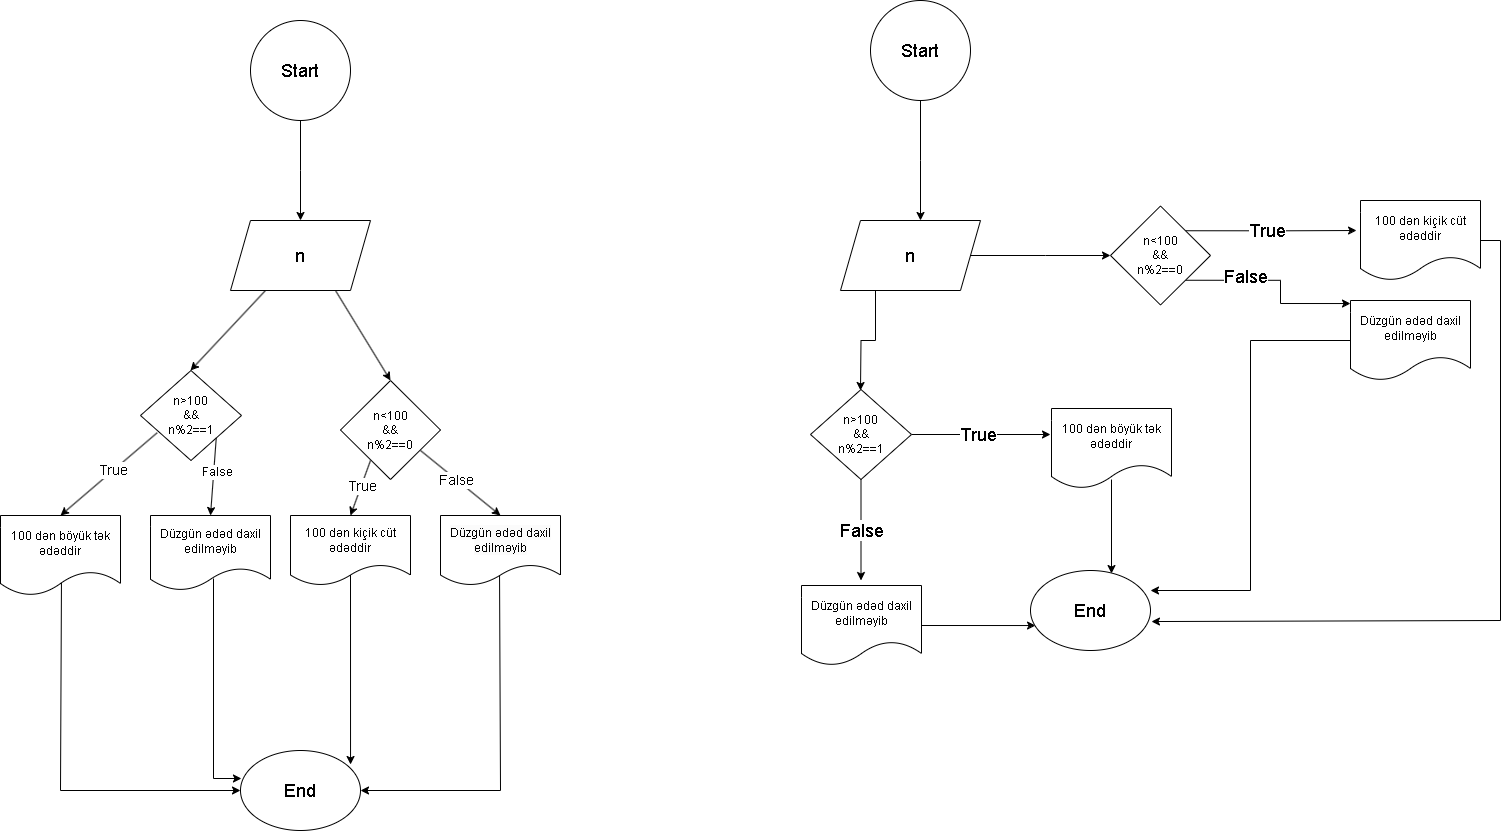 Start
n
n>100
&&
n%2==1
n<100
&&
n%2==0
True
False
True
False
100 dən böyük tək
ədəddir
Düzgün ədəd daxil
edilməyib
100 dən kiçik cüt
ədəddir
Düzgün ədəd daxil
edilməyib
End
Start
n
n<100
&&
n%2==0
True
100 dən kiçik cüt
ədəddir
False
Düzgün ədəd daxil
edilməyib
n>100
&&
n%2==1
True
100 dən böyük tək
ədəddir
False
Düzgün ədəd daxil
edilməyib
End